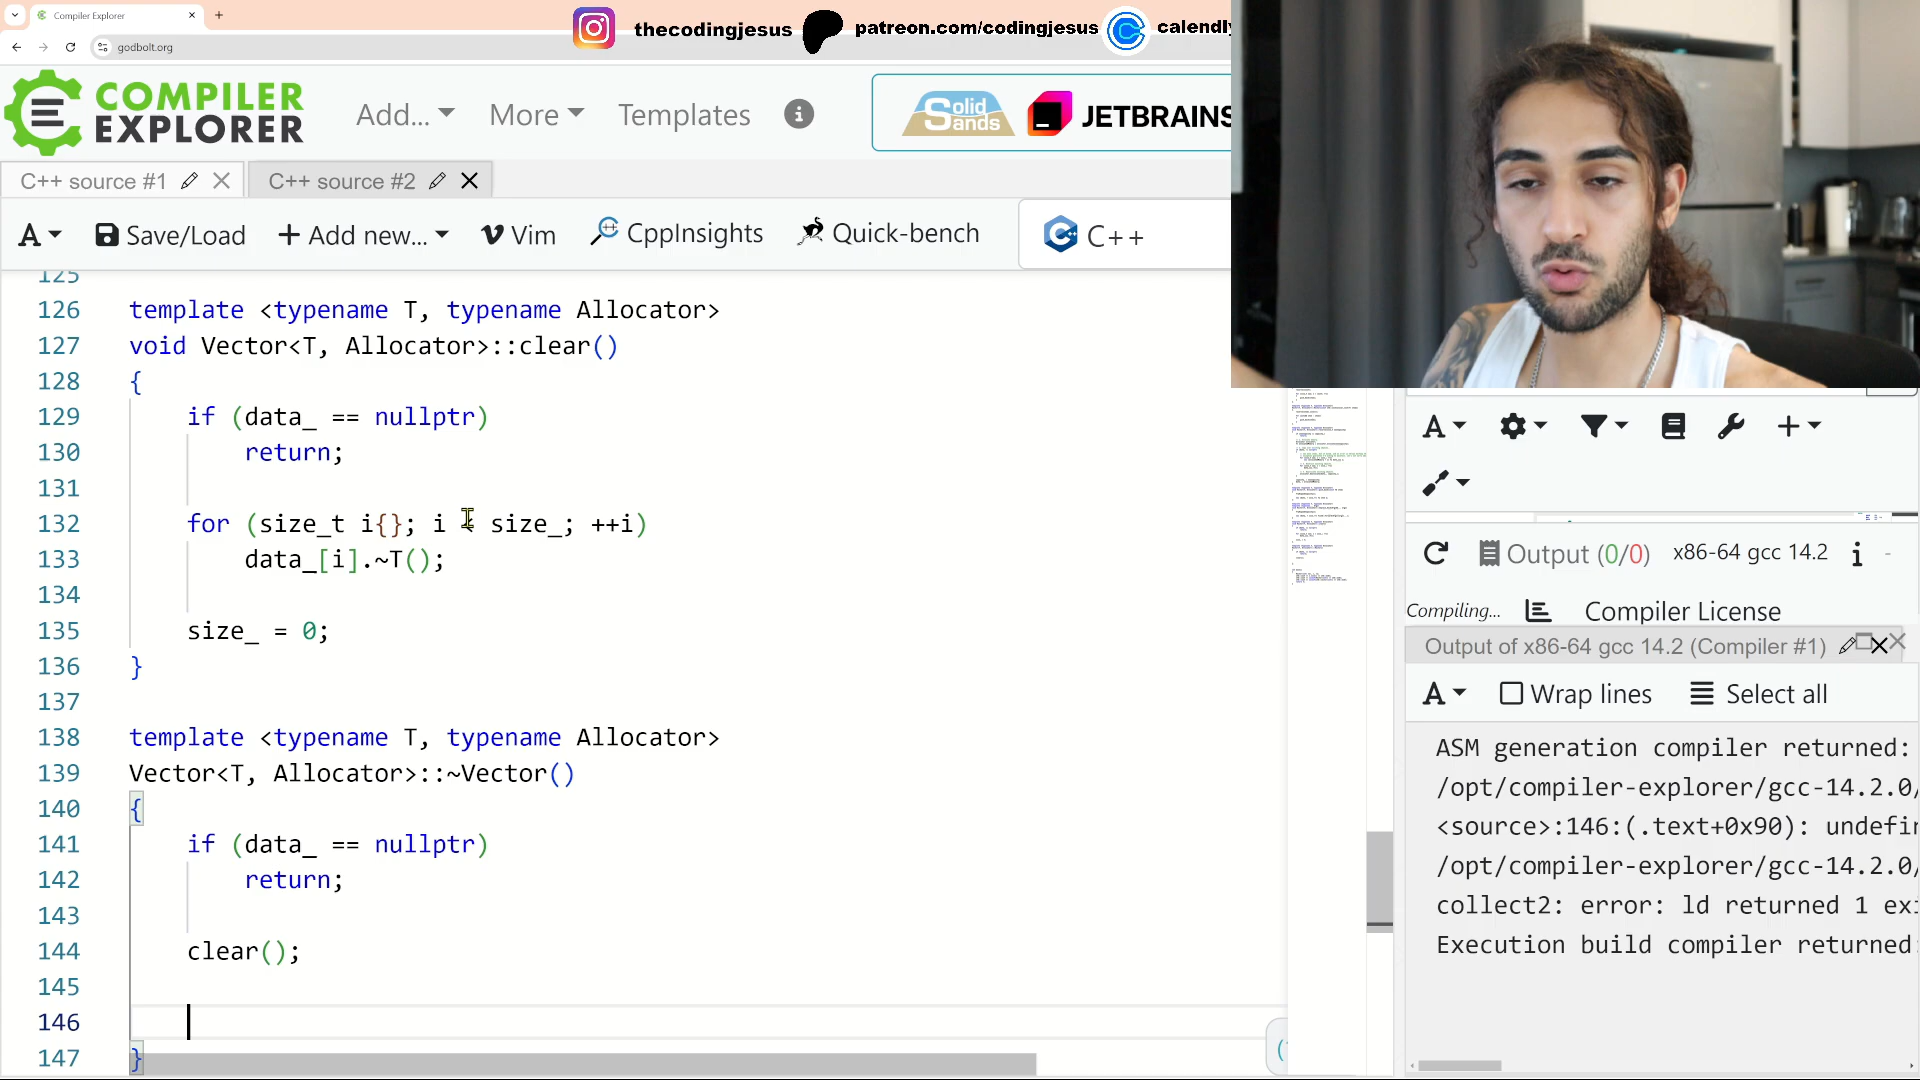 Compiler Explorer
godbolt.org
thecodingjesus
patreon.com/codingjesus
calendly
COMPILER
EXPLORER
Add...
More
Templates
Solid
Sands
JETBRAINS
C++ source #1
C++ source #2
A
Save/Load
+ Add new...
Vim
CppInsights
Quick-bench
C++
125
126 template <typename T, typename Allocator>
127 void Vector<T, Allocator>::clear()
128 {
129 if (data_ == nullptr)
130 return;
131
132 for (size_t i{}; i < size_; ++i)
133 data_[i].~T();
134
135 size_ = 0;
136 }
137
138 template <typename T, typename Allocator>
139 Vector<T, Allocator>::~Vector()
140 {
141 if (data_ == nullptr)
142 return;
143
144 clear();
145
146
147 }
A
Output (0/0) x86-64 gcc 14.2
Compiling... Compiler License
Output of x86-64 gcc 14.2 (Compiler #1)
A Wrap lines Select all
ASM generation compiler returned:
/opt/compiler-explorer/gcc-14.2.0/
<source>:146:(.text+0x90): undefin
/opt/compiler-explorer/gcc-14.2.0/
collect2: error: ld returned 1 exi
Execution build compiler returned: